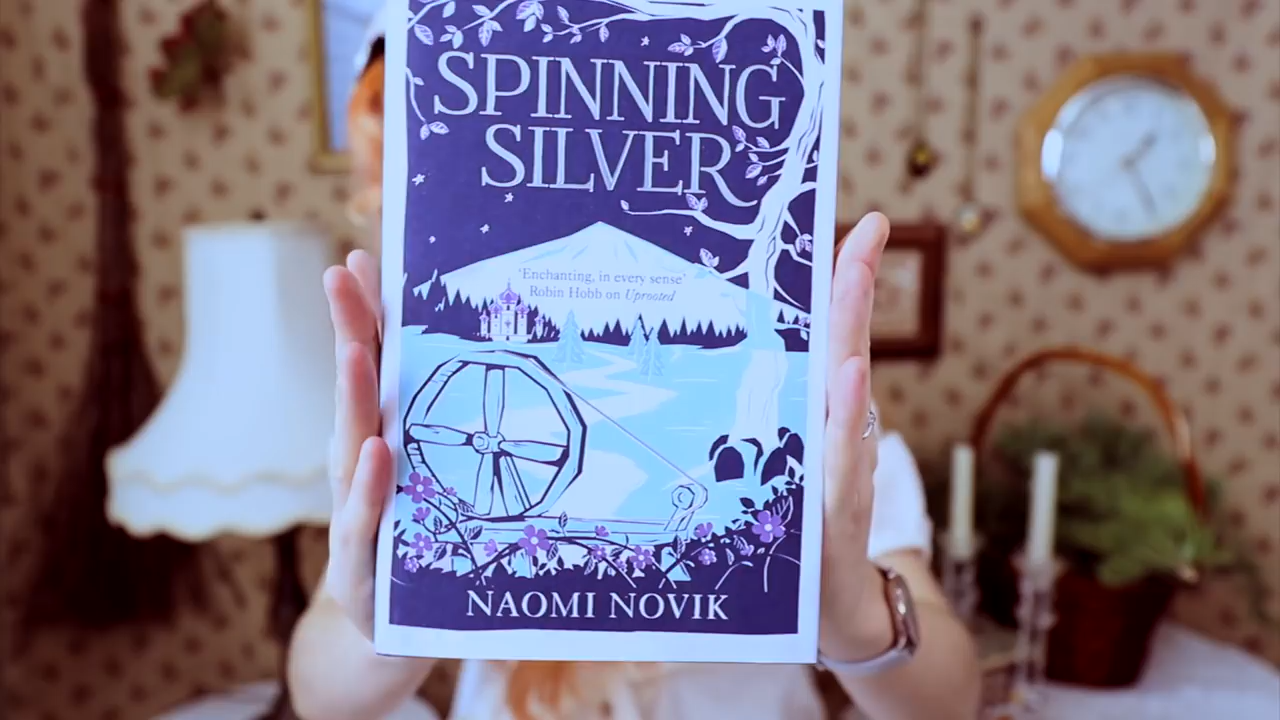 SPINNING
SILVER
'Enchanting, in every sense'
Robin Hobb on Uprooted
NAOMI NOVIK